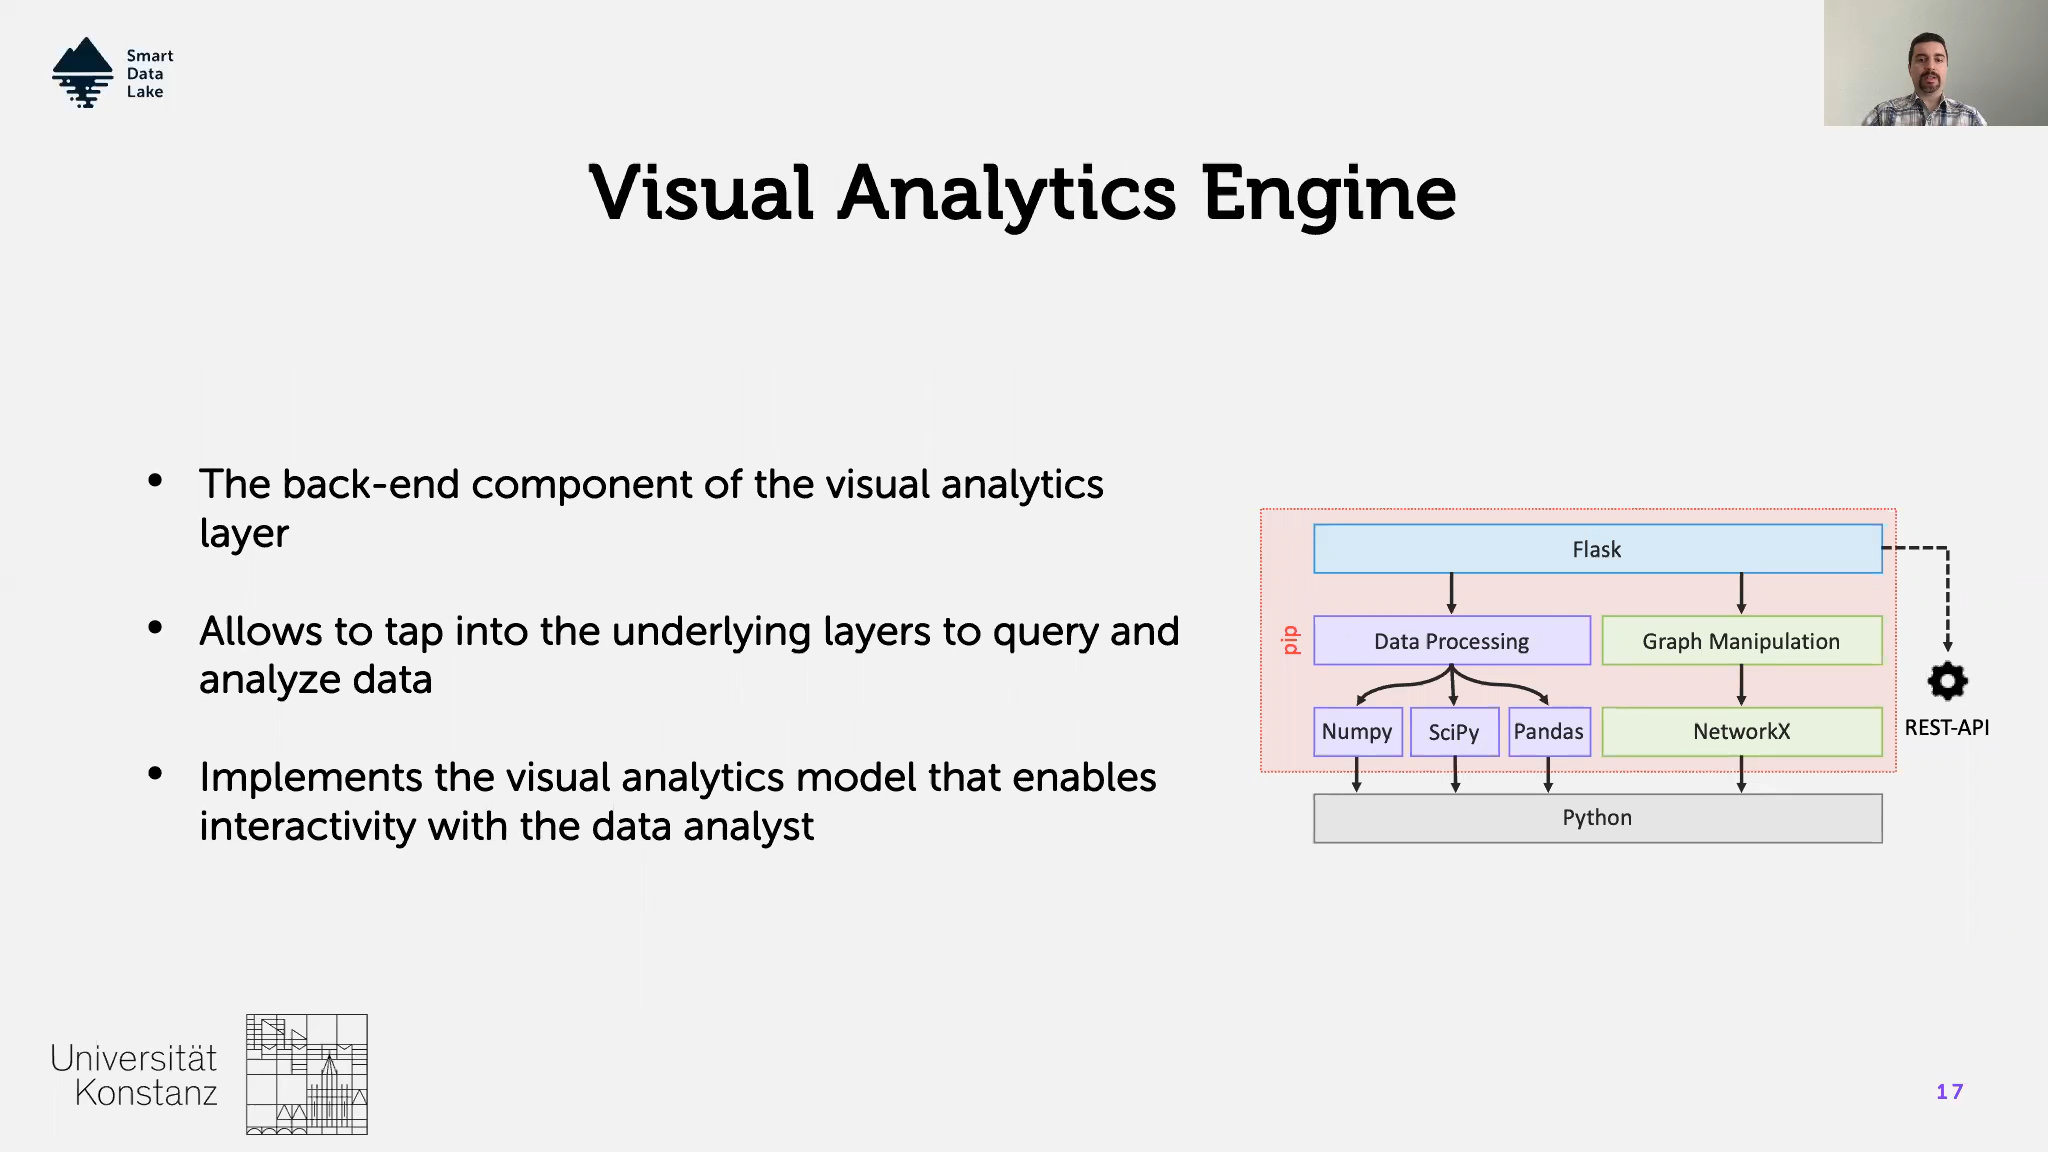 Smart
Data
Lake
Visual Analytics Engine
• The back-end component of the visual analytics
layer
• Allows to tap into the underlying layers to query and
analyze data
• Implements the visual analytics model that enables
interactivity with the data analyst
pip
Flask
Data Processing
Graph Manipulation
Numpy
SciPy
Pandas
NetworkX
REST-API
Python
Universität
Konstanz
17